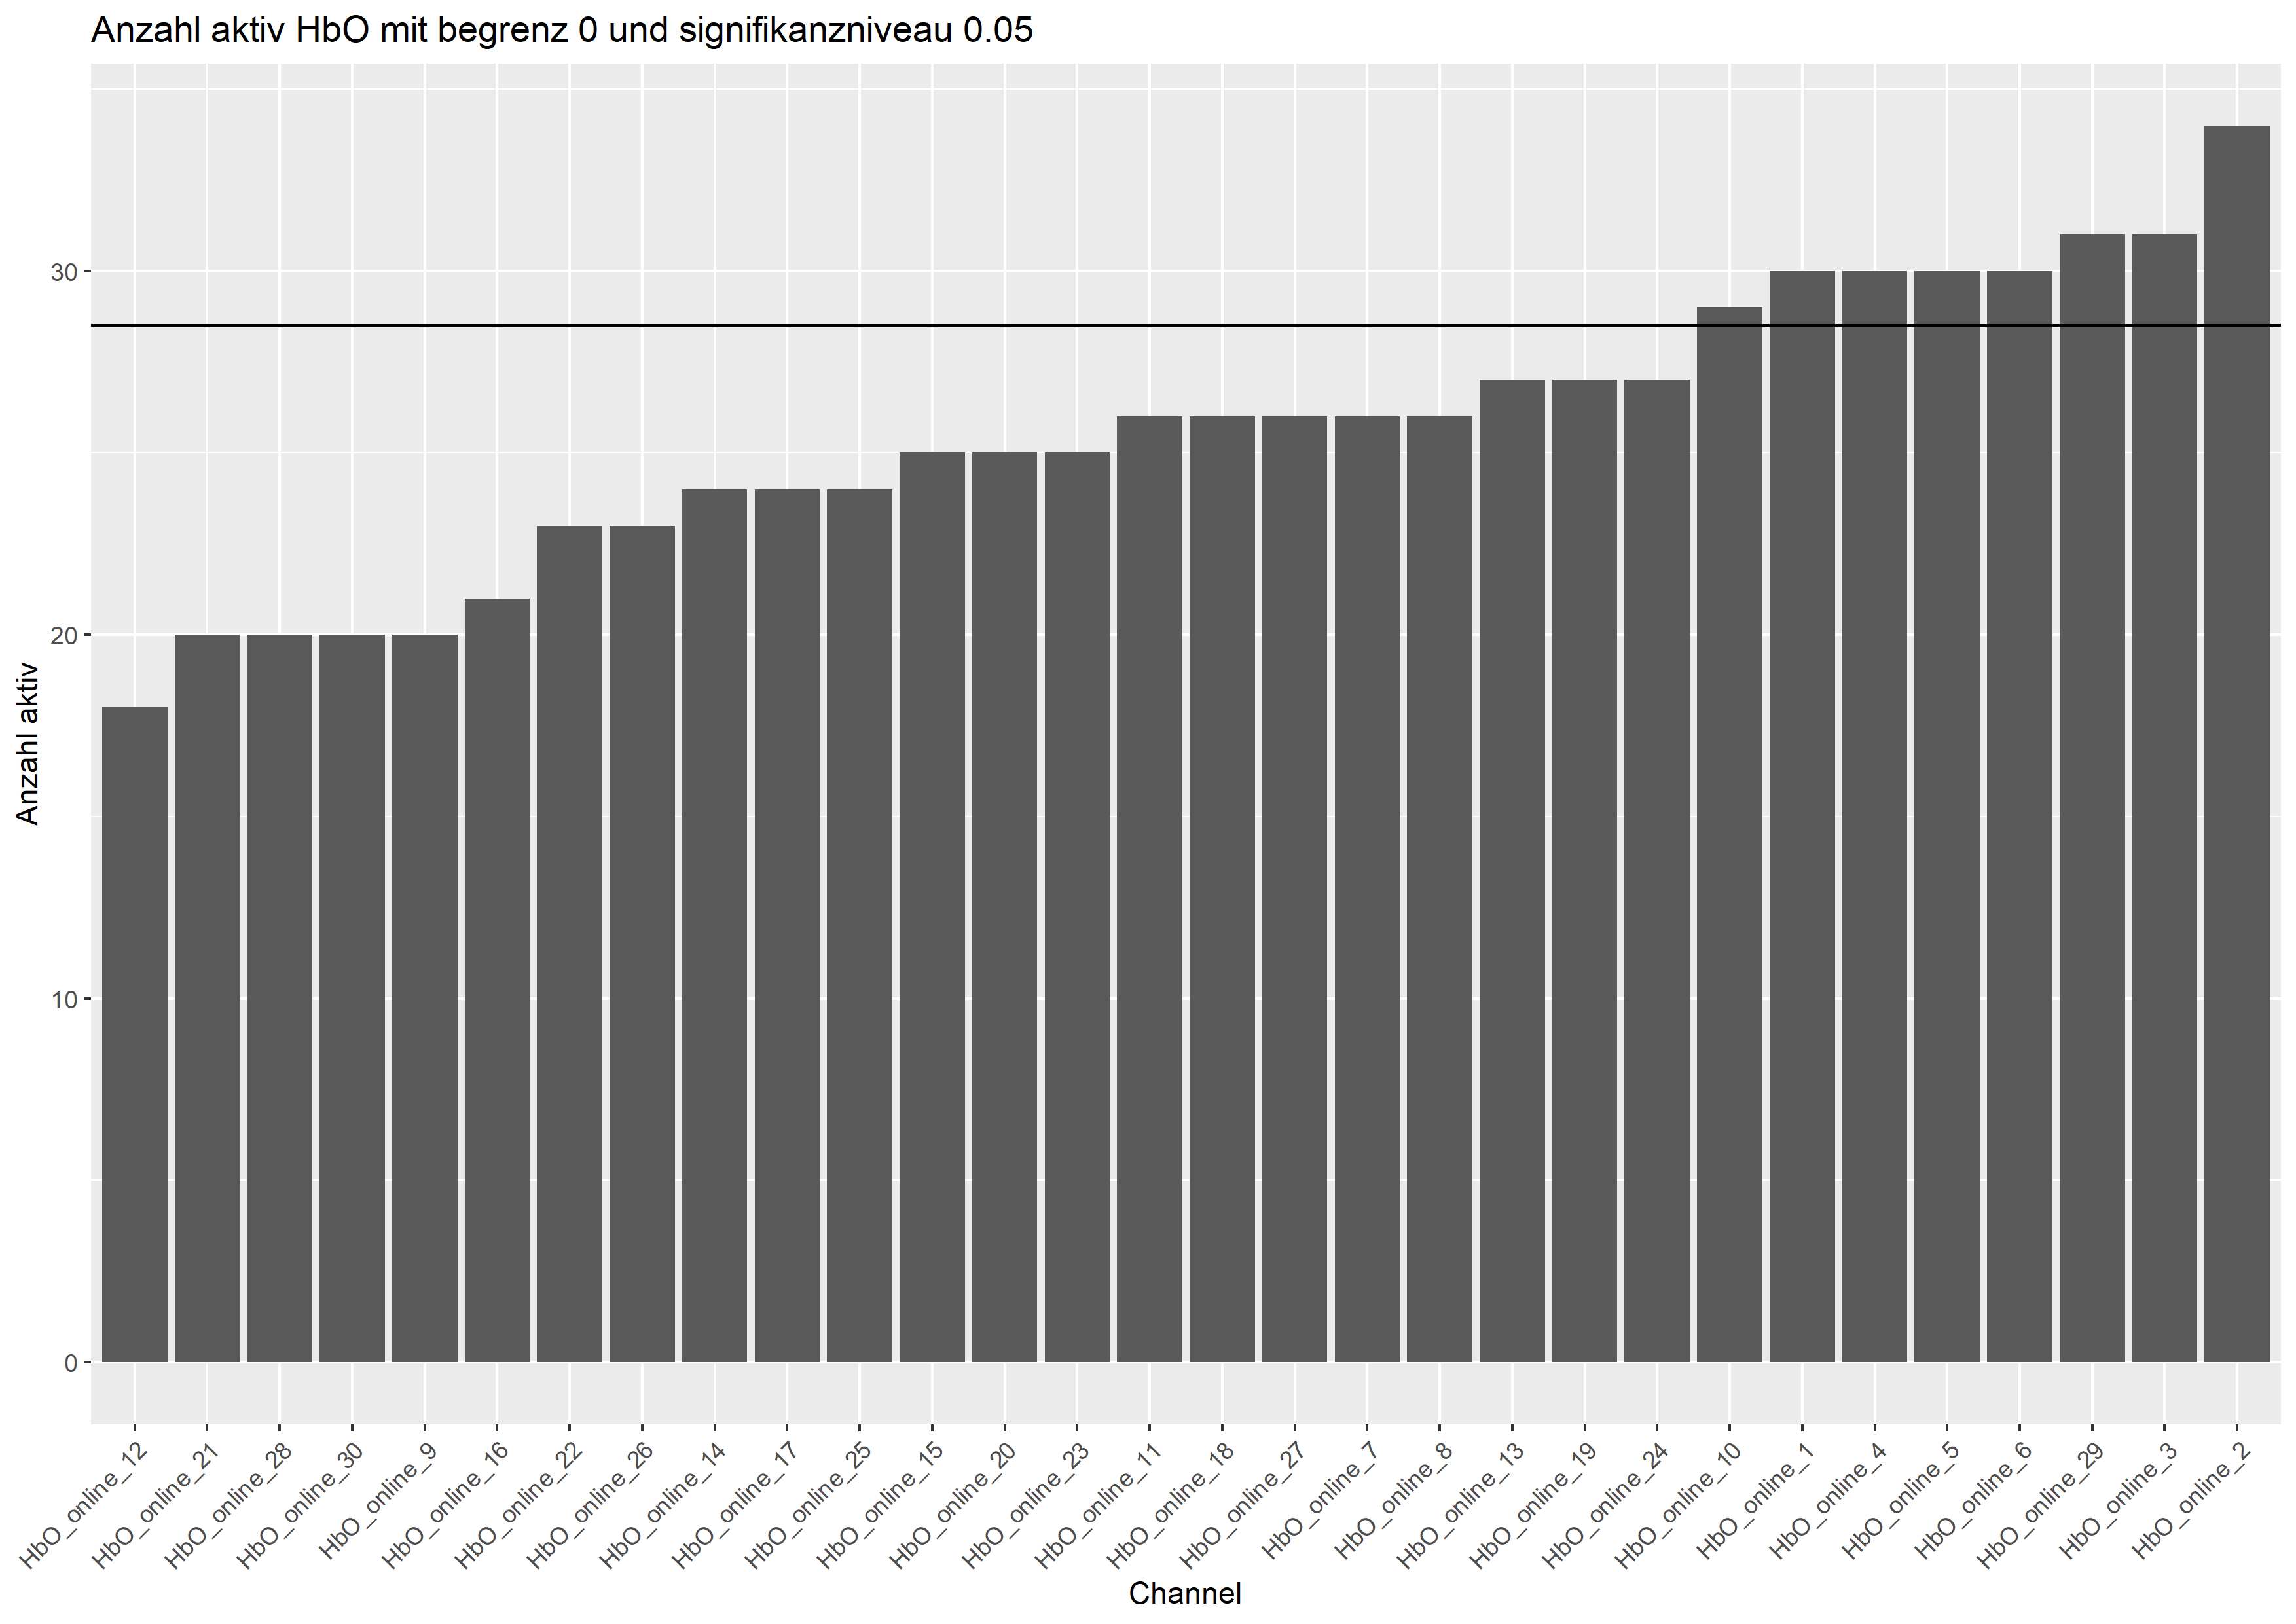 Anzahl aktiv HbO mit begrenz 0 und signifikanzniveau 0.05
Anzahl aktiv
30
20
10
0
HbO_online_12
HbO_online_21
HbO_online_28
HbO_online_30
HbO_online_9
HbO_online_16
HbO_online_22
HbO_online_26
HbO_online_14
HbO_online_17
HbO_online_25
HbO_online_15
HbO_online_20
HbO_online_23
HbO_online_11
HbO_online_18
HbO_online_27
HbO_online_7
HbO_online_8
HbO_online_13
HbO_online_19
HbO_online_24
HbO_online_10
HbO_online_1
HbO_online_4
HbO_online_5
HbO_online_6
HbO_online_29
HbO_online_3
HbO_online_2
Channel